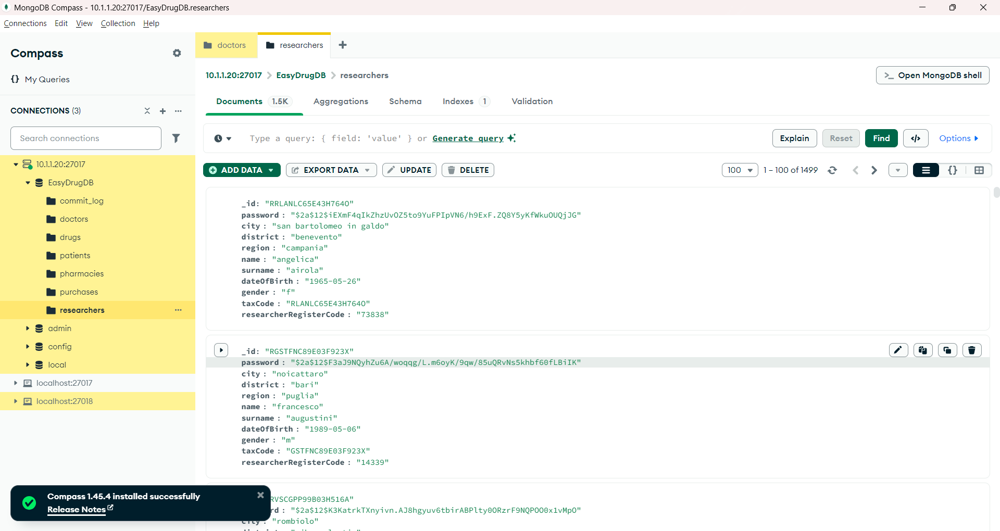 MongoDB Compass - 10.1.1.20:27017/EasyDrugDB.researchers
Connections Edit View Collection Help
Compass
{} My Queries
CONNECTIONS (3)
Search connections
10.1.1.20:27017
EasyDrugDB
commit_log
doctors
drugs
patients
pharmacies
purchases
researchers
admin
config
local
localhost:27017
localhost:27018
doctors
researchers
10.1.1.20:27017 > EasyDrugDB > researchers
>_ Open MongoDB shell
Documents 1.5K Aggregations Schema Indexes 1 Validation
Type a query: { field: 'value' } or Generate query
Explain Reset Find </> Options
ADD DATA EXPORT DATA UPDATE DELETE
100 1 – 100 of 1499 {}
_id: "RRLANLC65E43H764O"
password : "$2a$12$iEXmF4qIkZhzUvOZ5to9YuFPIpVN6/h9ExF.ZQ8Y5yKfWkuOUQjJG"
city : "san bartolomeo in galdo"
district : "benevento"
region : "campania"
name : "angelica"
surname : "airola"
dateOfBirth : "1965-05-26"
gender : "f"
taxCode : "RLANLC65E43H764O"
researcherRegisterCode : "73838"
_id: "RGSTFNC89E03F923X"
password : "$2a$12$F3aJ9NQyhZu6A/woqqg/L.m6oyK/9qw/85uQRvNs5khbf60fLBiIK"
city : "noicattaro"
district : "bari"
region : "puglia"
name : "francesco"
surname : "augustini"
dateOfBirth : "1989-05-06"
gender : "m"
taxCode : "GSTFNC89E03F923X"
researcherRegisterCode : "14339"
RVSCGPP99B03H516A"
rd : "$2a$12$K3KatrkTXnyivn.AJ8hgyuv6tbirABPlty0ORzrF9NQPOO0x1vMpO"
city : "rombiolo"
Compass 1.45.4 installed successfully
Release Notes